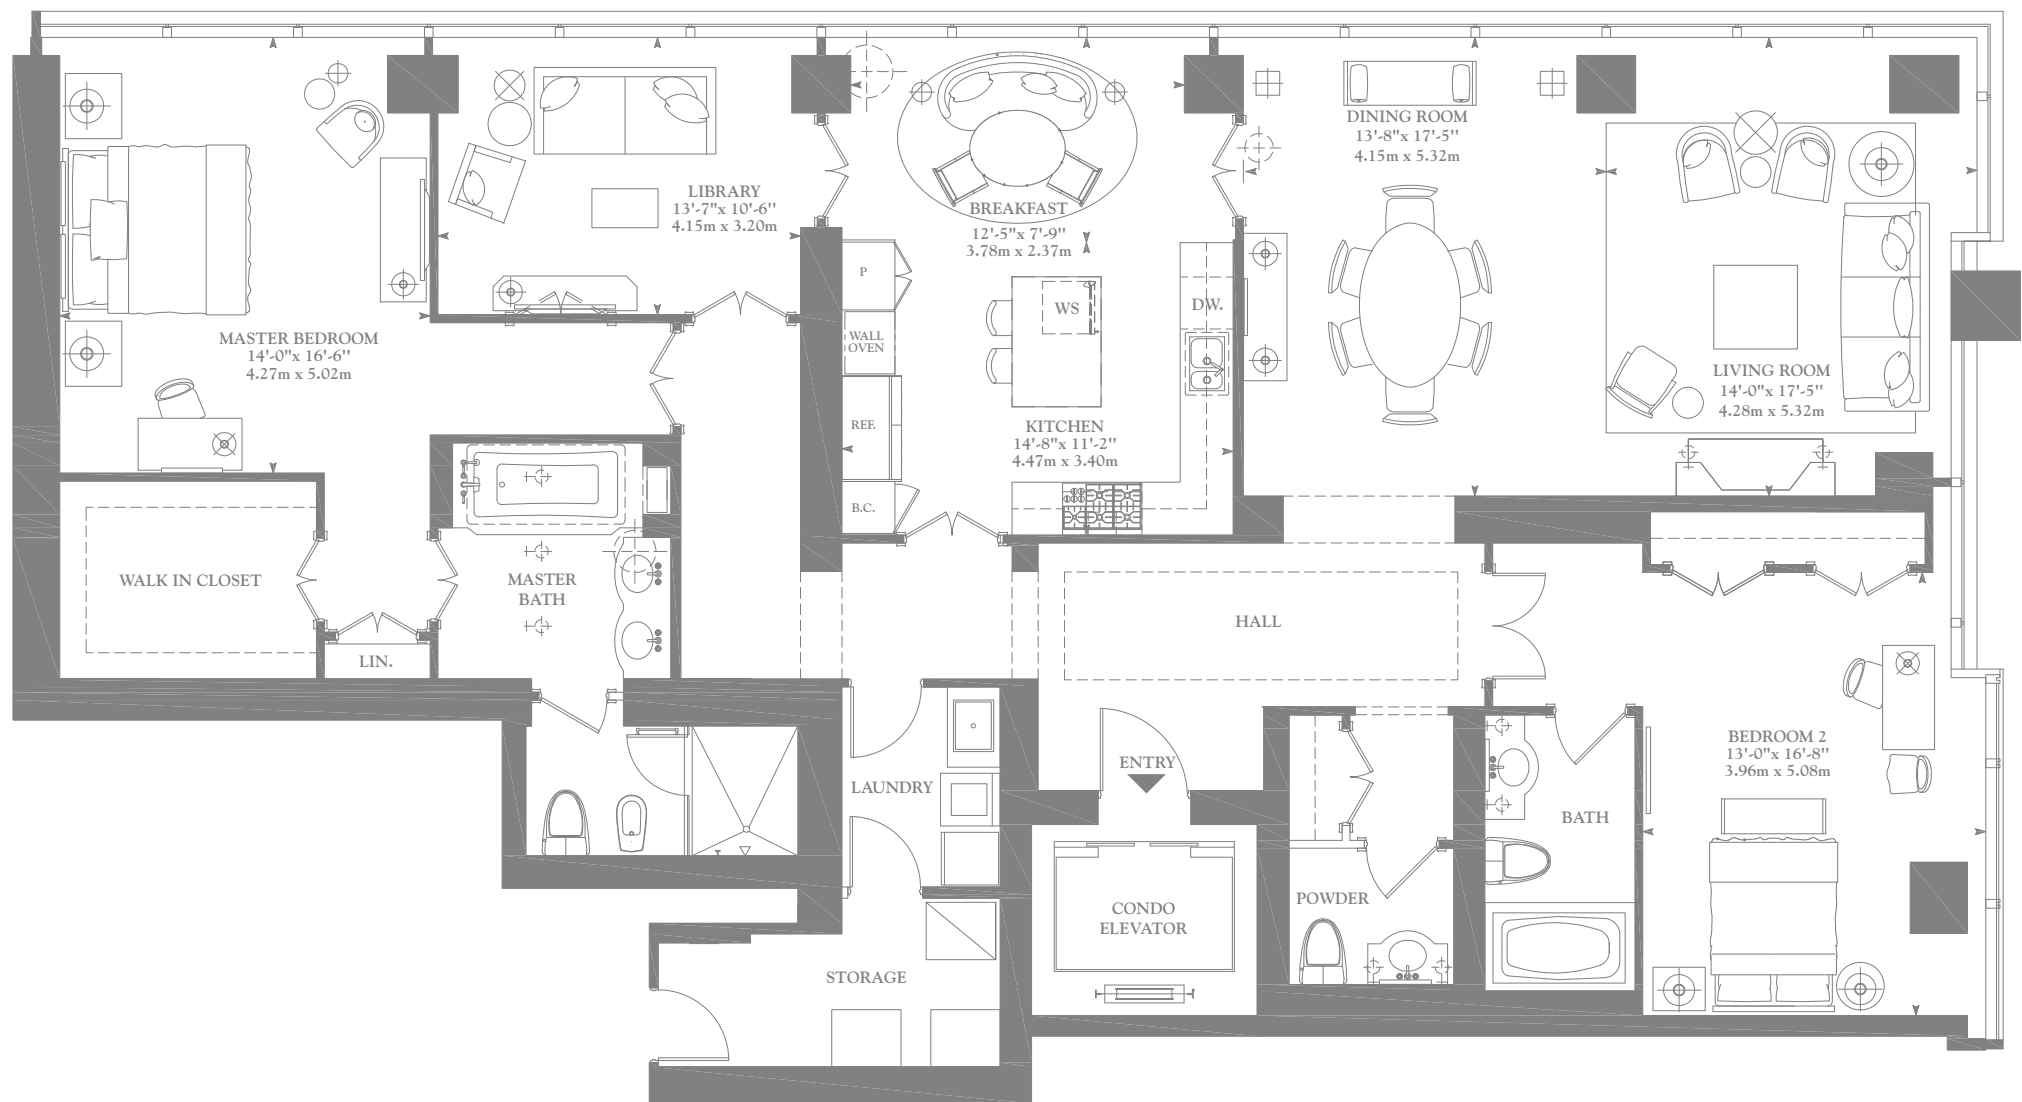 DINING ROOM
13'-8"x 17'-5"
4.15m x 5.32m
LIBRARY
13'-7"x 10'-6"
4.15m x 3.20m
BREAKFAST
12'-5"x 7'-9"
3.78m x 2.37m
P
WS
DW.
WALL
OVEN
MASTER BEDROOM
14'-0"x 16'-6"
4.27m x 5.02m
LIVING ROOM
14'-0"x 17'-5"
4.28m x 5.32m
REF.
KITCHEN
14'-8"x 11'-2"
4.47m x 3.40m
B.C.
WALK IN CLOSET
MASTER
BATH
HALL
LIN.
BEDROOM 2
13'-0"x 16'-8"
3.96m x 5.08m
ENTRY
LAUNDRY
BATH
POWDER
CONDO
ELEVATOR
STORAGE